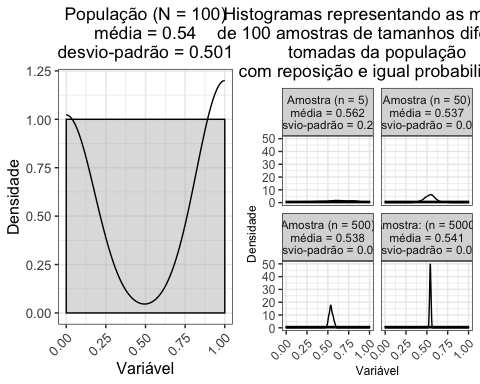 População (N = 100)
média = 0.54
desvio-padrão = 0.501
1.25
1.00
0.75
0.50
0.25
0.00
Densidade
0.00 0.25 0.50 0.75 1.00
Variável
Histogramas representando as m
de 100 amostras de tamanhos dif
tomadas da população
com reposição e igual probabili
Amostra (n = 5)
média = 0.562
svio-padrão = 0.2
Amostra (n = 50)
média = 0.537
svio-padrão = 0.0
50
40
30
20
10
0
Amostra (n = 500)
média = 0.538
svio-padrão = 0.0
mostra: (n = 5000
média = 0.541
svio-padrão = 0.0
50
40
30
20
10
0
Densidade
0.00 0.25 0.50 0.75 1.00
0.00 0.25 0.50 0.75 1.00
Variável